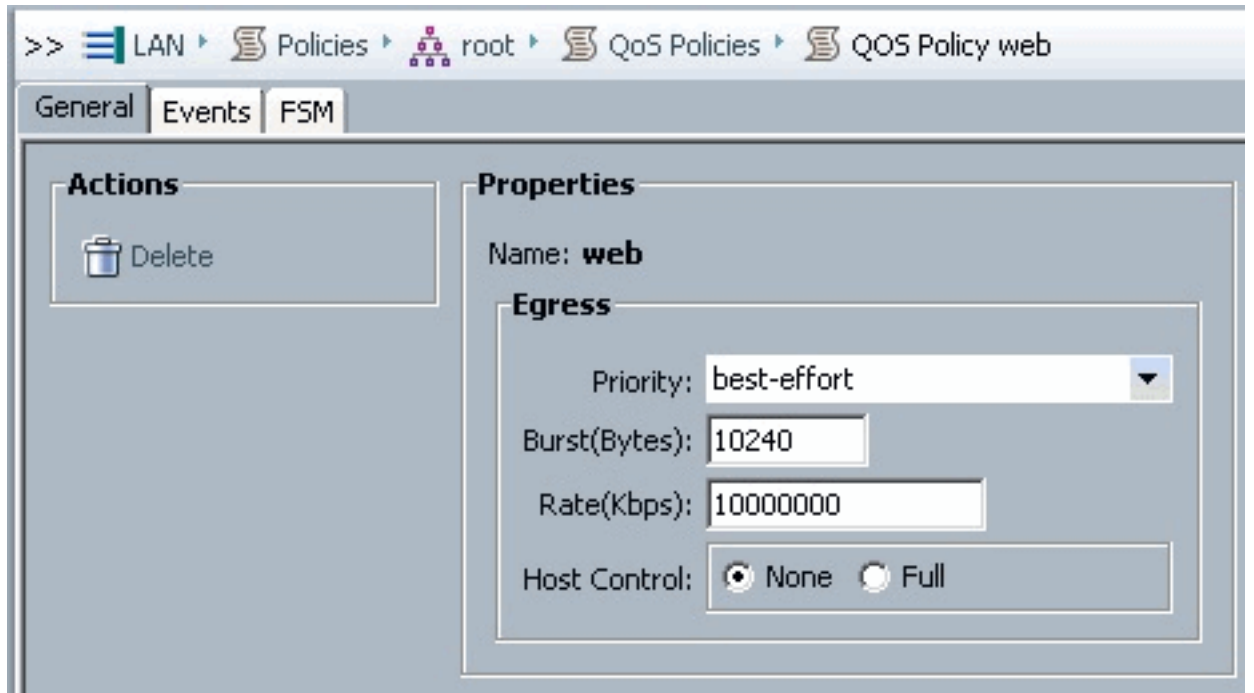 >> LAN Policies root QoS Policies QOS Policy web
General Events FSM
Actions
Delete
Properties
Name: web
Egress
Priority: best-effort
Burst(Bytes): 10240
Rate(Kbps): 10000000
Host Control: None Full